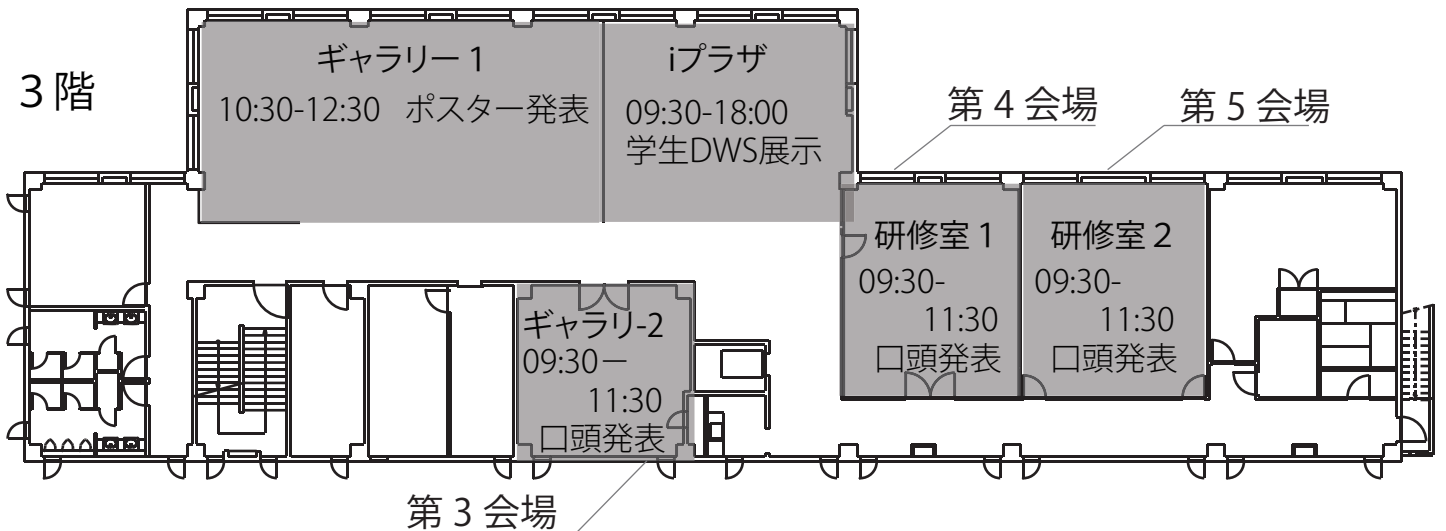 3階
ギャラリー 1
10:30-12:30 ポスター発表
iプラザ
09:30-18:00
学生DWS展示
第 4 会場
第 5 会場
研修室 1
09:30-
11:30
口頭発表
研修室 2
09:30-
11:30
口頭発表
ギャラリ-2
09:30－
11:30
口頭発表
第 3 会場